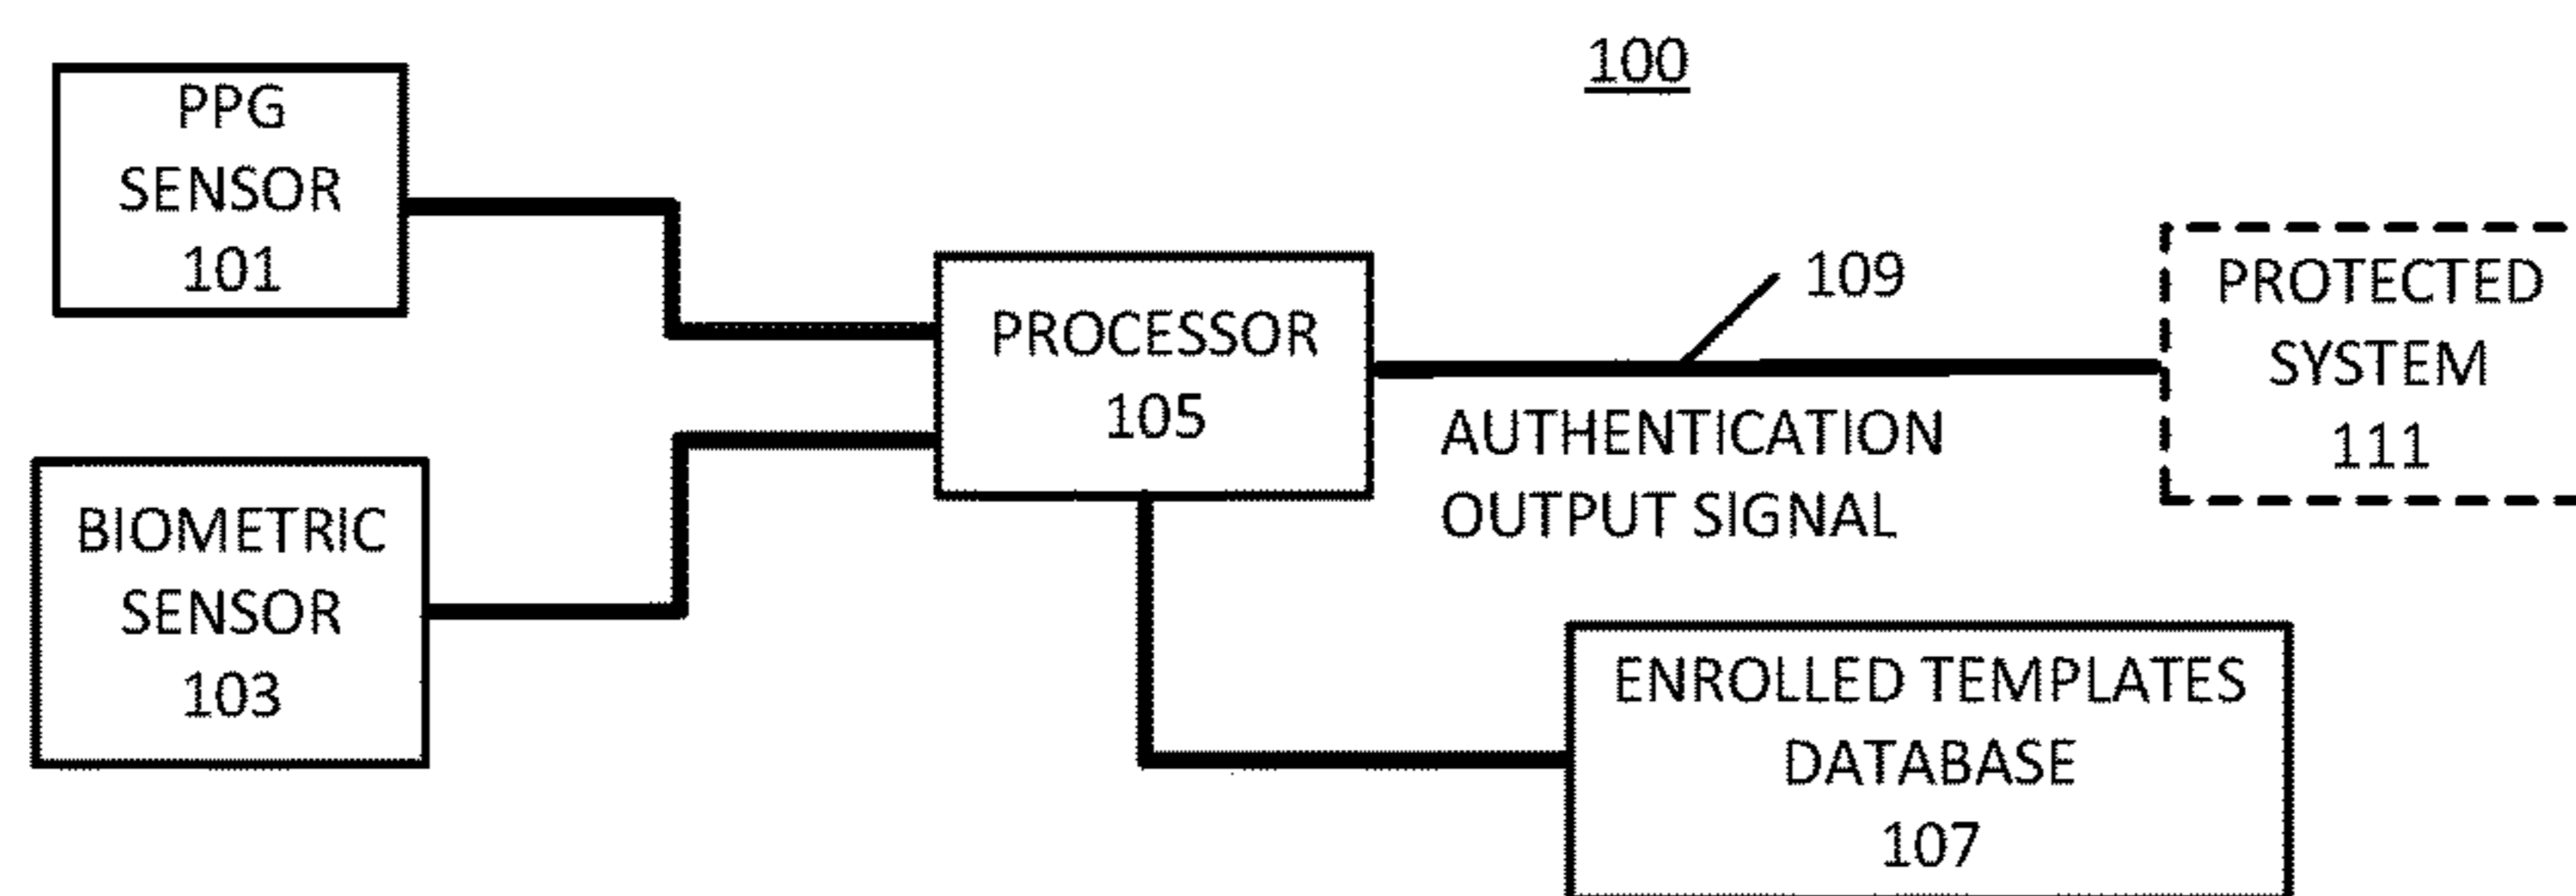 100
PPG
SENSOR
101
BIOMETRIC
SENSOR
103
PROCESSOR
105
109
AUTHENTICATION
OUTPUT SIGNAL
PROTECTED
SYSTEM
111
ENROLLED TEMPLATES
DATABASE
107